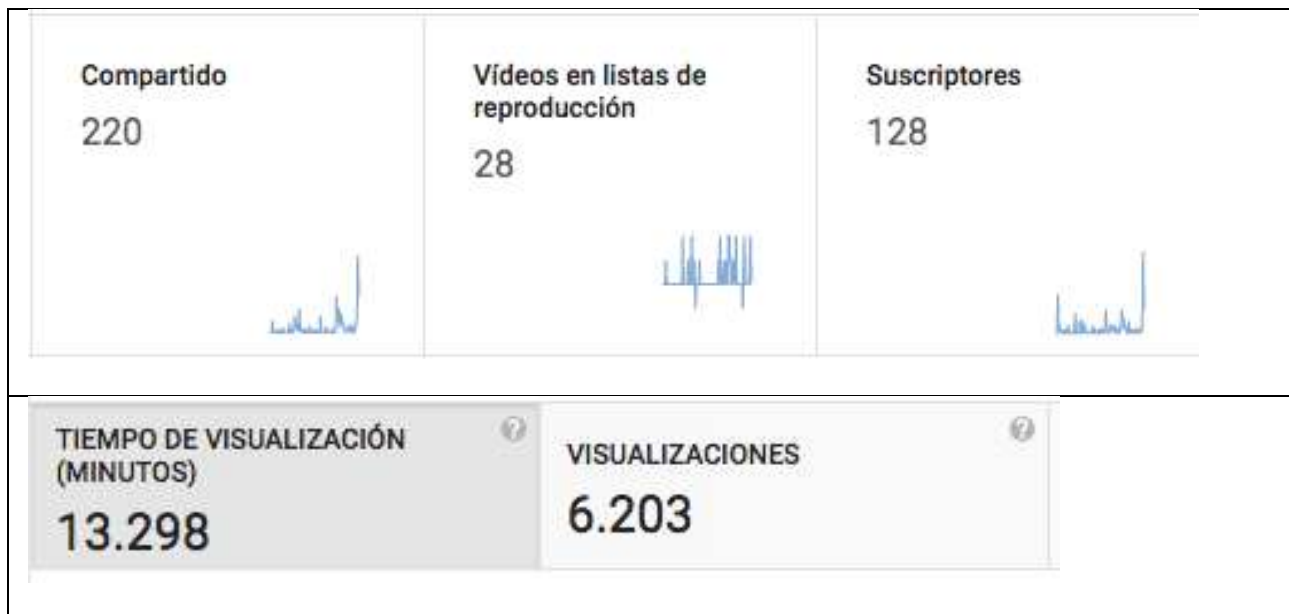 Compartido
220
Vídeos en listas de
reproducción
28
Suscriptores
128
TIEMPO DE VISUALIZACIÓN
(MINUTOS)
13.298
?
VISUALIZACIONES
6.203
?